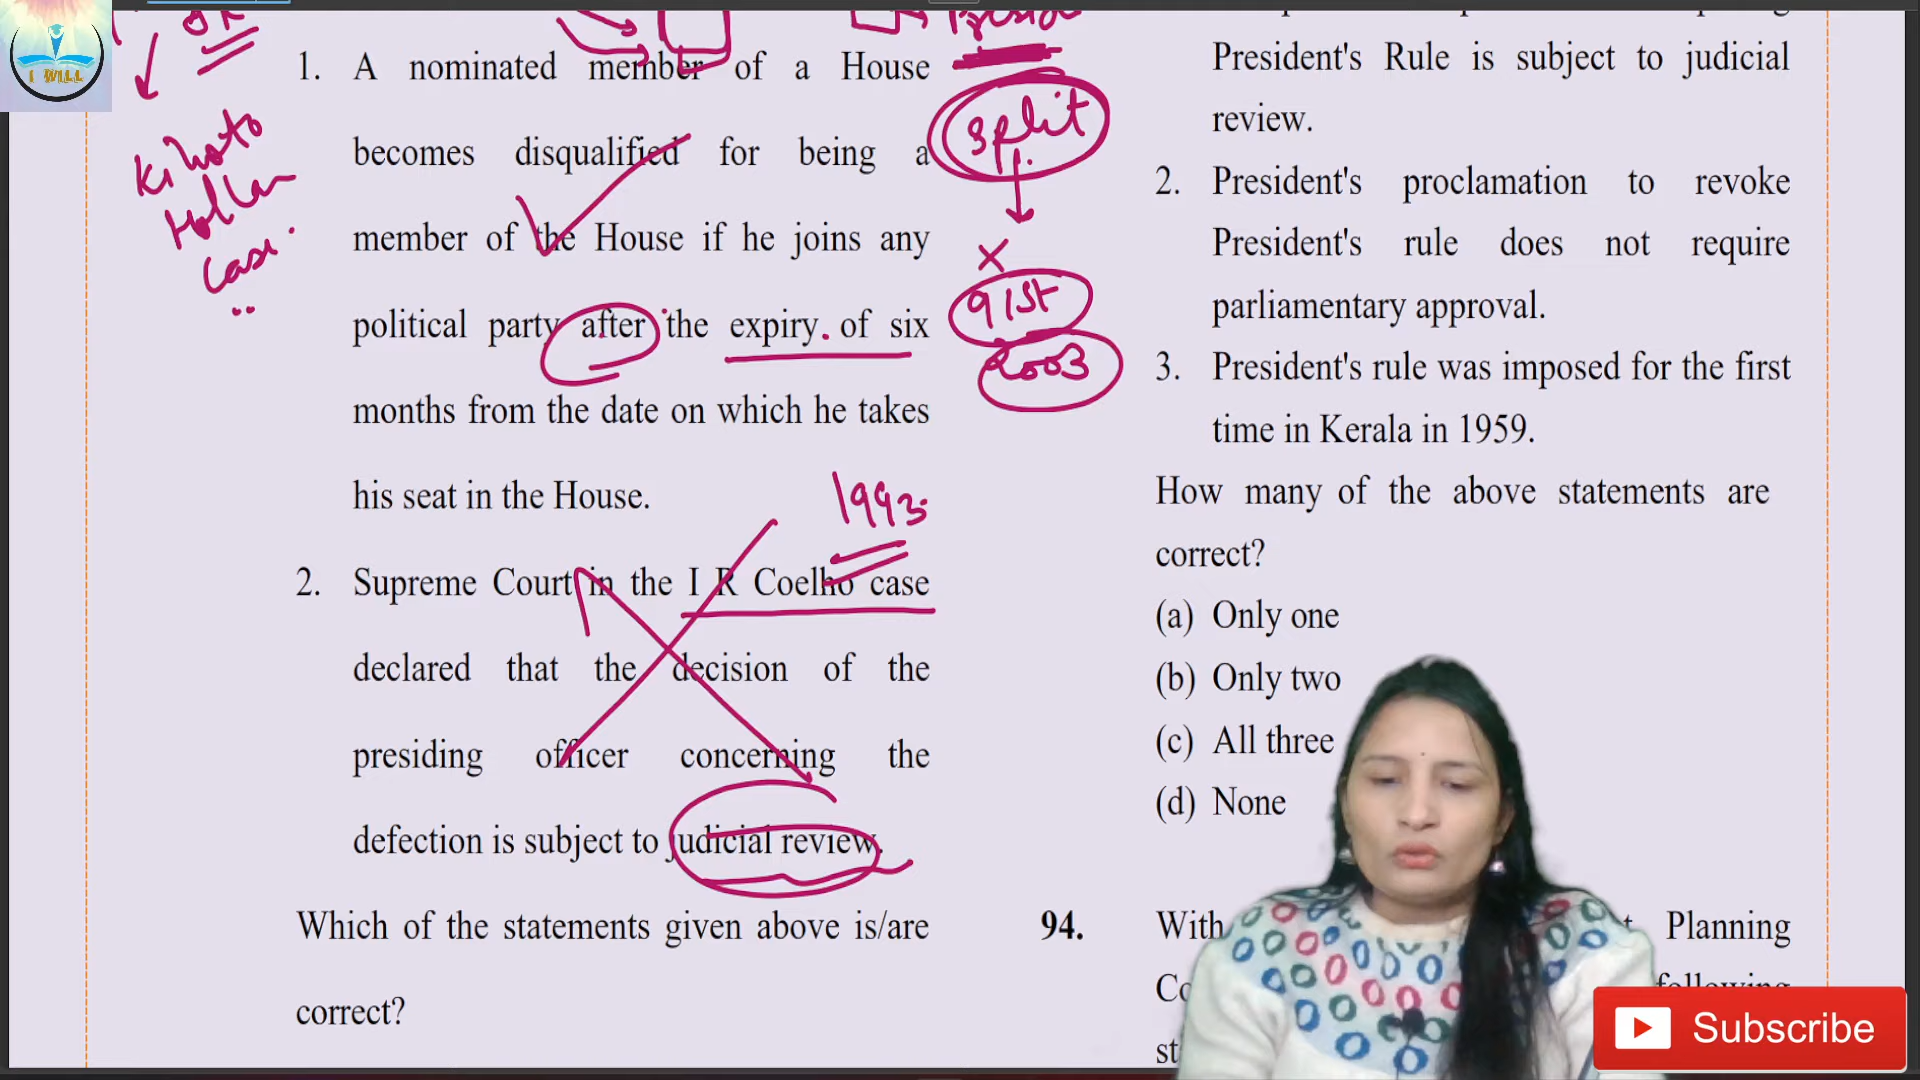 I WILL
Kihoto
Hollan
case.
1. A nominated member of a House
becomes disqualified for being a
member of the House if he joins any
political party after the expiry of six
months from the date on which he takes
his seat in the House.
split
91st
2003
1993
2. Supreme Court in the I R Coelho case
declared that the decision of the
presiding officer concerning the
defection is subject to judicial review.
Which of the statements given above is/are
correct?
President's Rule is subject to judicial
review.
2. President's proclamation to revoke
President's rule does not require
parliamentary approval.
3. President's rule was imposed for the first
time in Kerala in 1959.
How many of the above statements are
correct?
(a) Only one
(b) Only two
(c) All three
(d) None
94. With Planning
following
Subscribe